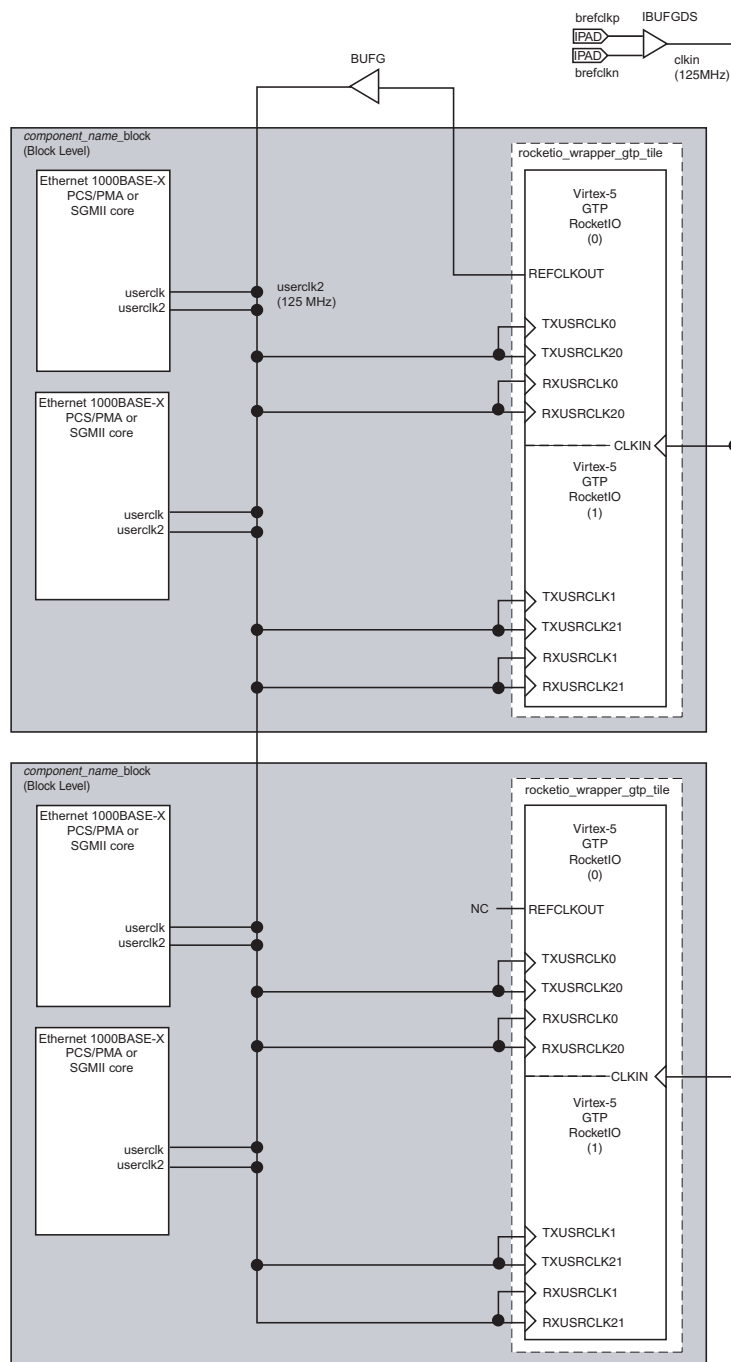 brefclkp
IBUFGDS
IPAD
IPAD
brefclkn
clkin
(125MHz)
BUFG
component_name_block
(Block Level)
rocketio_wrapper_gtp_tile
Ethernet 1000BASE-X
PCS/PMA or
SGMII core
userclk
userclk2
userclk2
(125 MHz)
Virtex-5
GTP
RocketIO
(0)
REFCLKOUT
TXUSRCLK0
TXUSRCLK20
RXUSRCLK0
RXUSRCLK20
CLKIN
Ethernet 1000BASE-X
PCS/PMA or
SGMII core
userclk
userclk2
Virtex-5
GTP
RocketIO
(1)
TXUSRCLK1
TXUSRCLK21
RXUSRCLK1
RXUSRCLK21
component_name_block
(Block Level)
rocketio_wrapper_gtp_tile
Ethernet 1000BASE-X
PCS/PMA or
SGMII core
userclk
userclk2
Virtex-5
GTP
RocketIO
(0)
NC
REFCLKOUT
TXUSRCLK0
TXUSRCLK20
RXUSRCLK0
RXUSRCLK20
CLKIN
Ethernet 1000BASE-X
PCS/PMA or
SGMII core
userclk
userclk2
Virtex-5
GTP
RocketIO
(1)
TXUSRCLK1
TXUSRCLK21
RXUSRCLK1
RXUSRCLK21